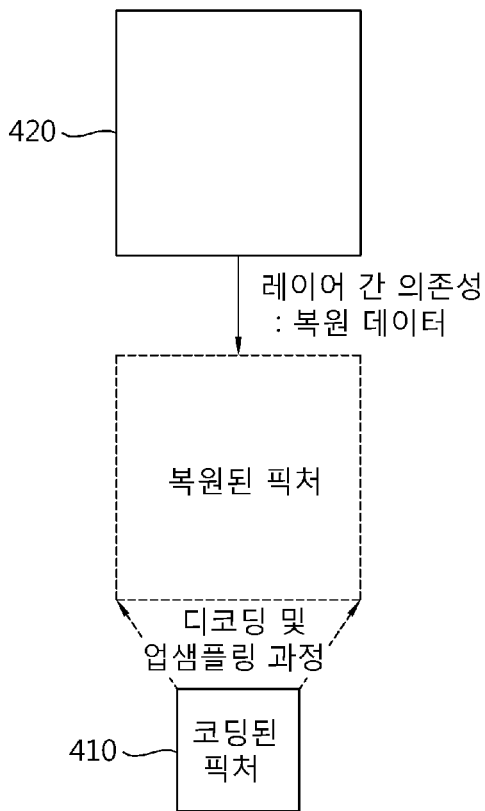 420
레이어 간 의존성
: 복원 데이터
복원된 픽처
디코딩 및
업샘플링 과정
410
코딩된
픽처